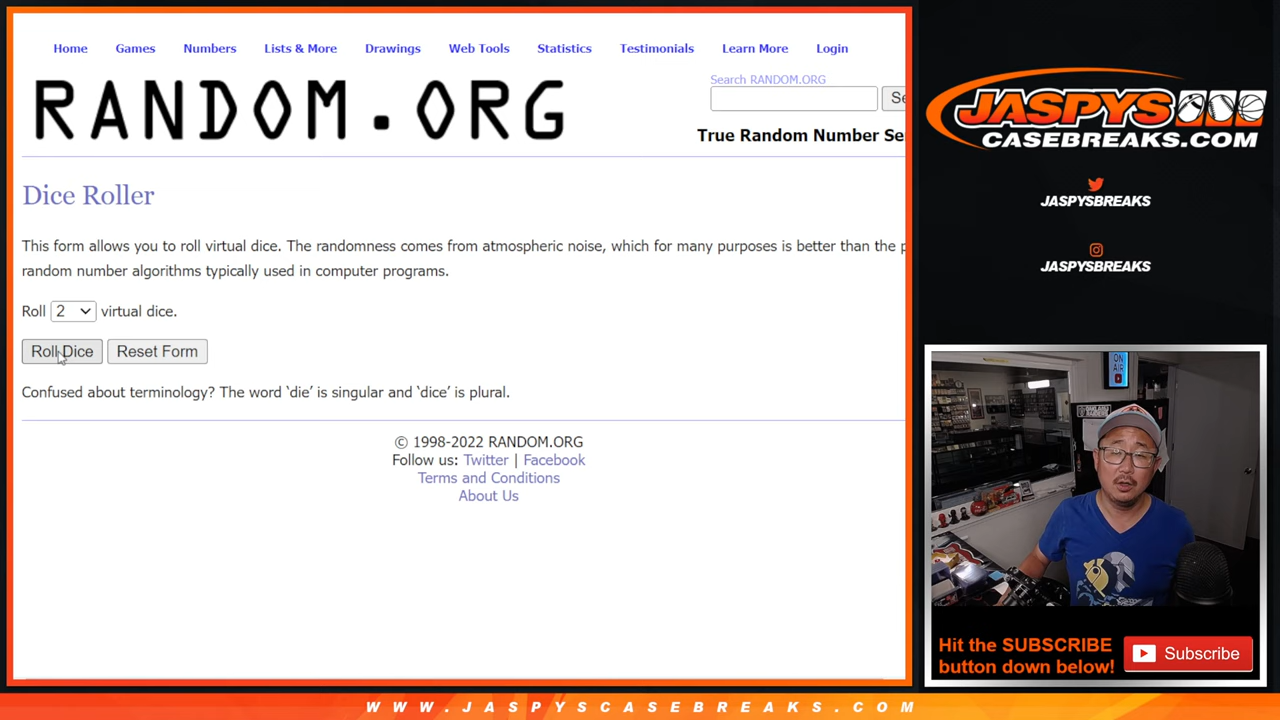 Home Games Numbers Lists & More Drawings Web Tools Statistics Testimonials Learn More Login
RANDOM.ORG
Search RANDOM.ORG
Se
True Random Number Se
Dice Roller
This form allows you to roll virtual dice. The randomness comes from atmospheric noise, which for many purposes is better than the p
random number algorithms typically used in computer programs.
Roll 2 virtual dice.
Roll Dice Reset Form
Confused about terminology? The word ‘die’ is singular and ‘dice’ is plural.
© 1998-2022 RANDOM.ORG
Follow us: Twitter | Facebook
Terms and Conditions
About Us
JASPYS
CASEBREAKS.COM
JASPYSBREAKS
JASPYSBREAKS
ON
AIR
Hit the SUBSCRIBE
button down below!
Subscribe
WWW.JASPYSCASEBREAKS.COM